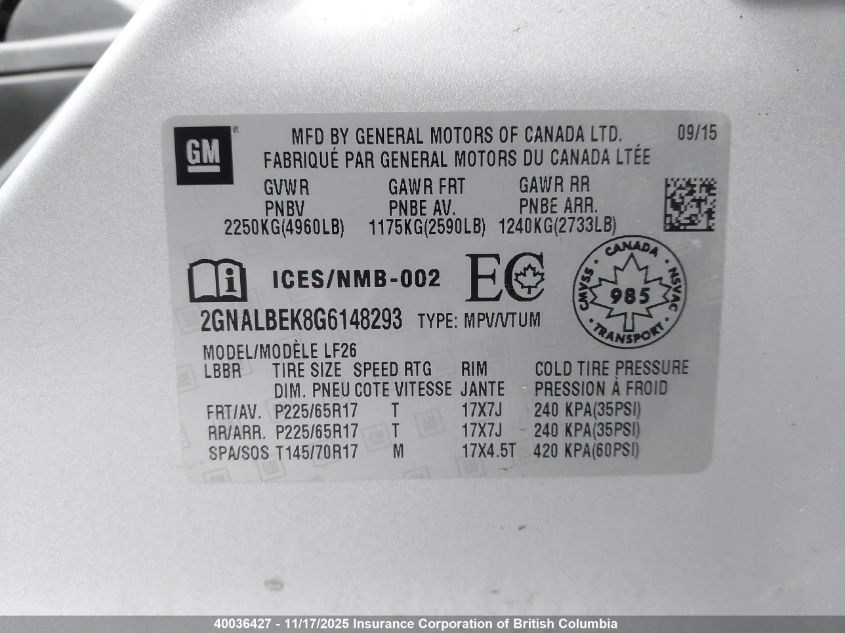 GM
MFD BY GENERAL MOTORS OF CANADA LTD. 09/15
FABRIQUÉ PAR GENERAL MOTORS DU CANADA LTÉE
GVWR GAWR FRT GAWR RR
PNBV PNBE AV. PNBE ARR.
2250KG(4960LB) 1175KG(2590LB) 1240KG(2733LB)
ICES/NMB-002 EC
CANADA
CMVSS 985 NSVAC
TRANSPORT
2GNALBEK8G6148293 TYPE: MPV/VTUM
MODEL/MODÈLE LF26
LBBR TIRE SIZE SPEED RTG RIM COLD TIRE PRESSURE
DIM. PNEU COTE VITESSE JANTE PRESSION À FROID
FRT/AV. P225/65R17 T 17X7J 240 KPA(35PSI)
RR/ARR. P225/65R17 T 17X7J 240 KPA(35PSI)
SPA/SOS T145/70R17 M 17X4.5T 420 KPA(60PSI)
40036427 - 11/17/2025 Insurance Corporation of British Columbia